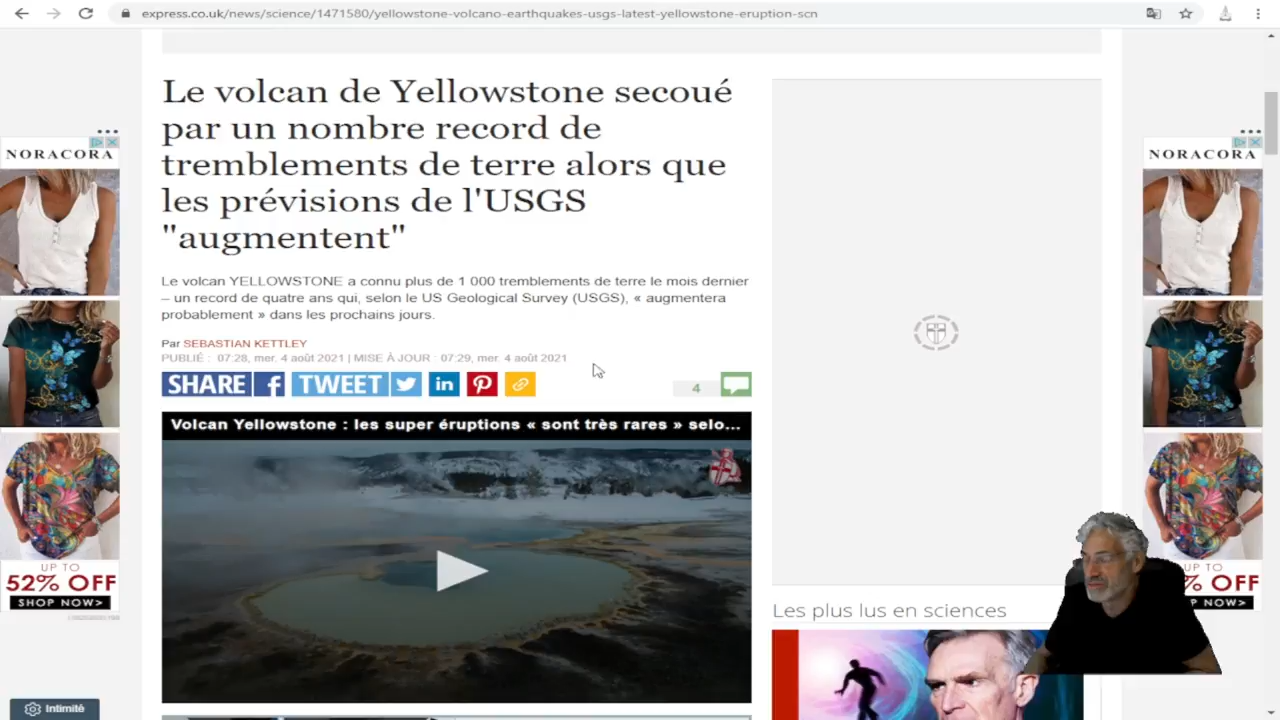 express.co.uk/news/science/1471580/yellowstone-volcano-earthquakes-usgs-latest-yellowstone-eruption-scn
Le volcan de Yellowstone secoué
par un nombre record de
tremblements de terre alors que
les prévisions de l'USGS
"augmentent"
Le volcan YELLOWSTONE a connu plus de 1 000 tremblements de terre le mois dernier
– un record de quatre ans qui, selon le US Geological Survey (USGS), « augmentera
probablement » dans les prochains jours.
Par SEBASTIAN KETTLEY
PUBLIÉ : 07:28, mer. 4 août 2021 | MISE À JOUR : 07:29, mer. 4 août 2021
SHARE f TWEET in
4
Volcan Yellowstone : les super éruptions « sont très rares » selo...
Les plus lus en sciences
NORACORA
UP TO
52% OFF
SHOP NOW>
Intimité
NORACORA
UP TO
% OFF
P NOW>